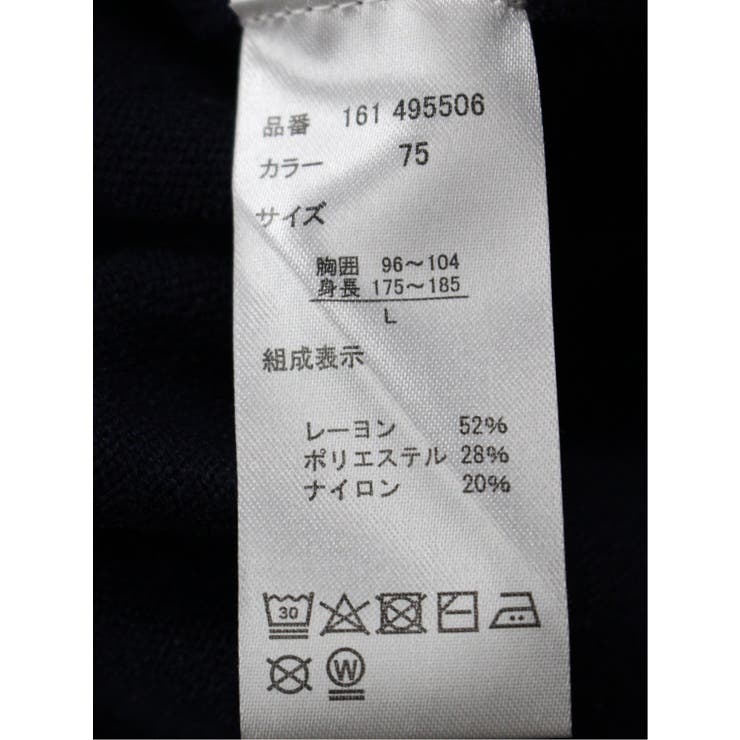 品番 161 495506
カラー 75
サイズ
胸囲 96～104
身長 175～185
L
組成表示
レーヨン 52%
ポリエステル 28%
ナイロン 20%
30
W